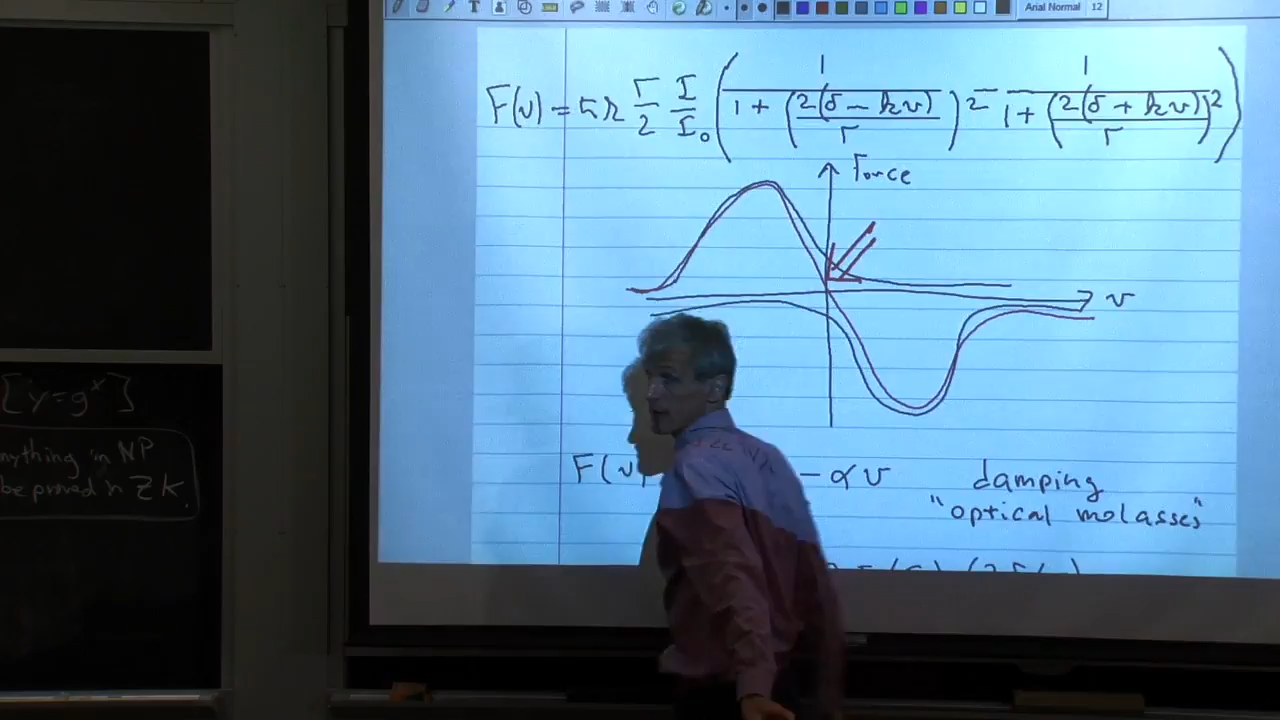 T Arial Normal 12
F(v) = ħk Γ/2 I/I₀ ( 1/(1 + (2(δ - kv)/Γ)²) - 1/(1 + (2(δ + kv)/Γ)²) )
Force
v
F(v
- αv damping
"optical molasses"
[y=g^x]
nything in NP
be proved in ZK.